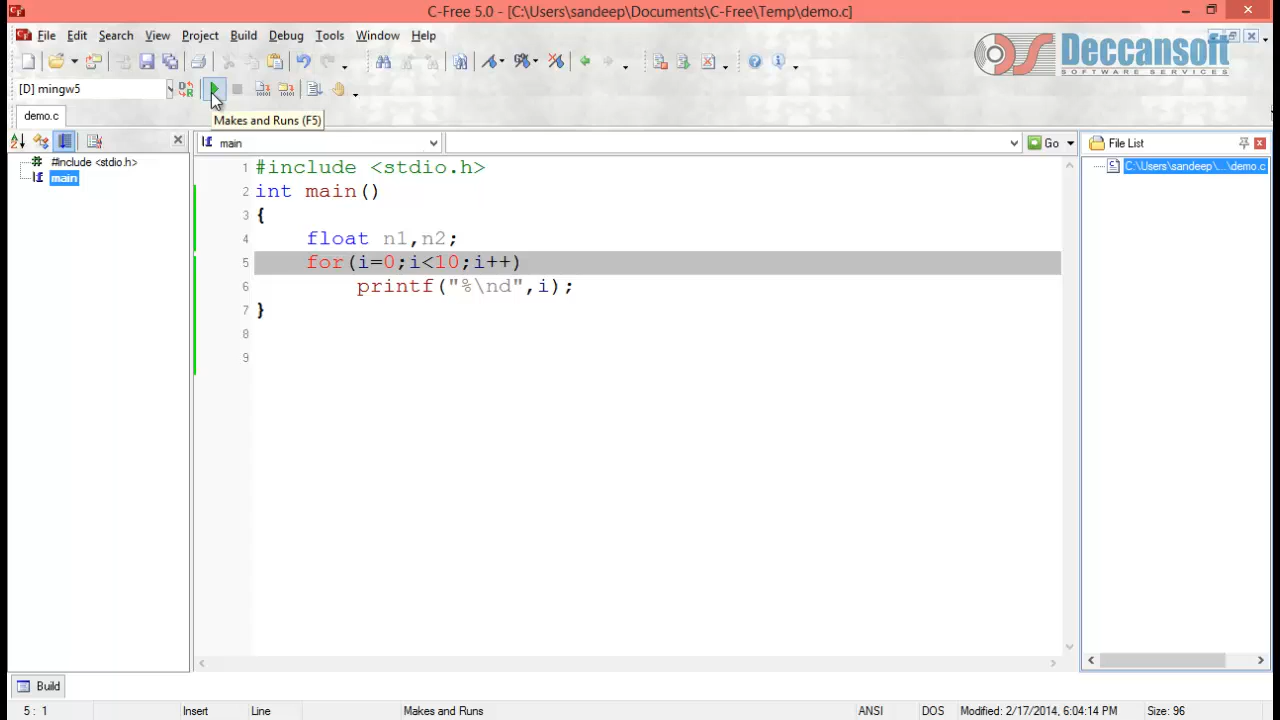 C-Free 5.0 - [C:\Users\sandeep\Documents\C-Free\Temp\demo.c]
File Edit Search View Project Build Debug Tools Window Help
Deccansoft
SOFTWARE SERVICES
[D] mingw5
Makes and Runs (F5)
demo.c
main
Go
File List
#include <stdio.h>
main
C:\Users\sandeep\...\demo.c
1 #include <stdio.h>
2 int main()
3 {
4 float n1,n2;
5 for(i=0;i<10;i++)
6 printf("%\nd",i);
7 }
8
9
Build
5 : 1 Insert Line Makes and Runs ANSI DOS Modified: 2/17/2014, 6:04:14 PM Size: 96